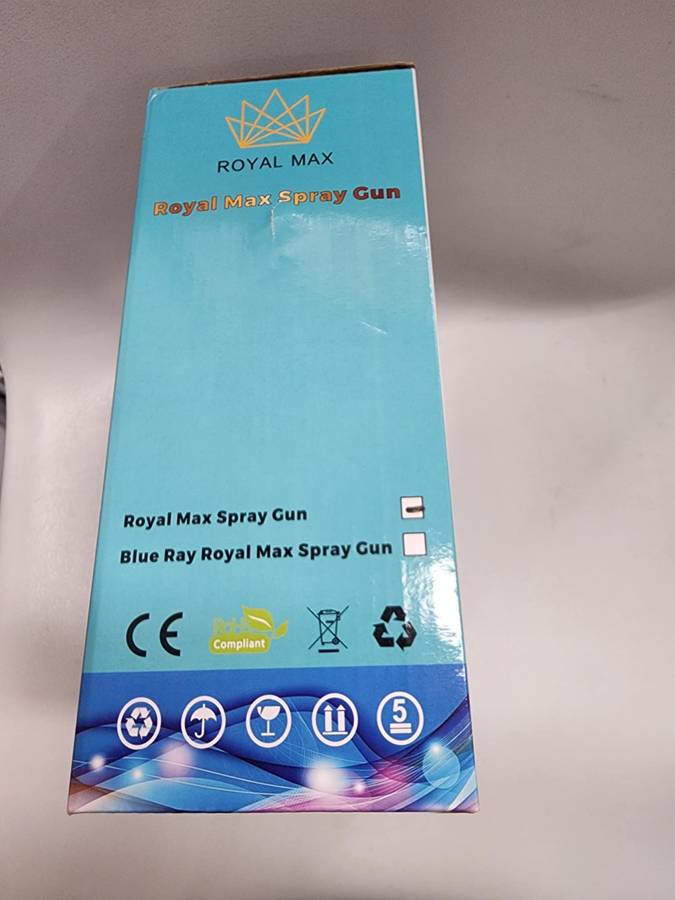 ROYAL MAX
Royal Max Spray Gun
Royal Max Spray Gun
Blue Ray Royal Max Spray Gun
CE
RoHS
Compliant
5